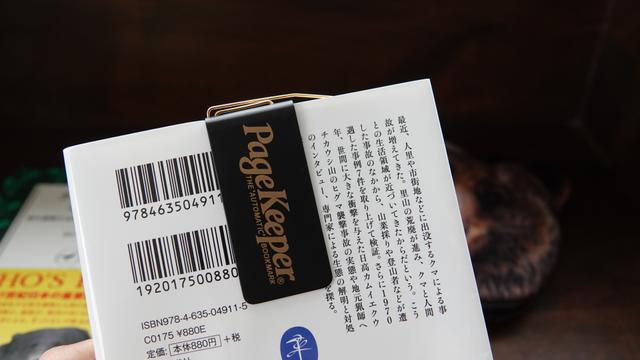 PageKeeper®
THE AUTOMATIC BOOKMARK
最近、人里や市街地などに出没するクマによる事
故が増えてきた。里山の荒廃が進み、クマと人間
との生活領域が近づいてきたからだという。こう
した事故のなかから、山菜採りや登山者などが遭
遇した事例7件を取り上げて検証。さらに1970
年、世間に大きな衝撃を与えた日高カムイエクウ
チカウシ山のヒグマ襲撃事故の実態や地元猟師へ
のインタビュー、専門家による生態の解明と対処
を探る。
97846350491
19201750088
ISBN978-4-635-04911-5
C0175 ¥880E
定価: 本体880円 +税
HO'S